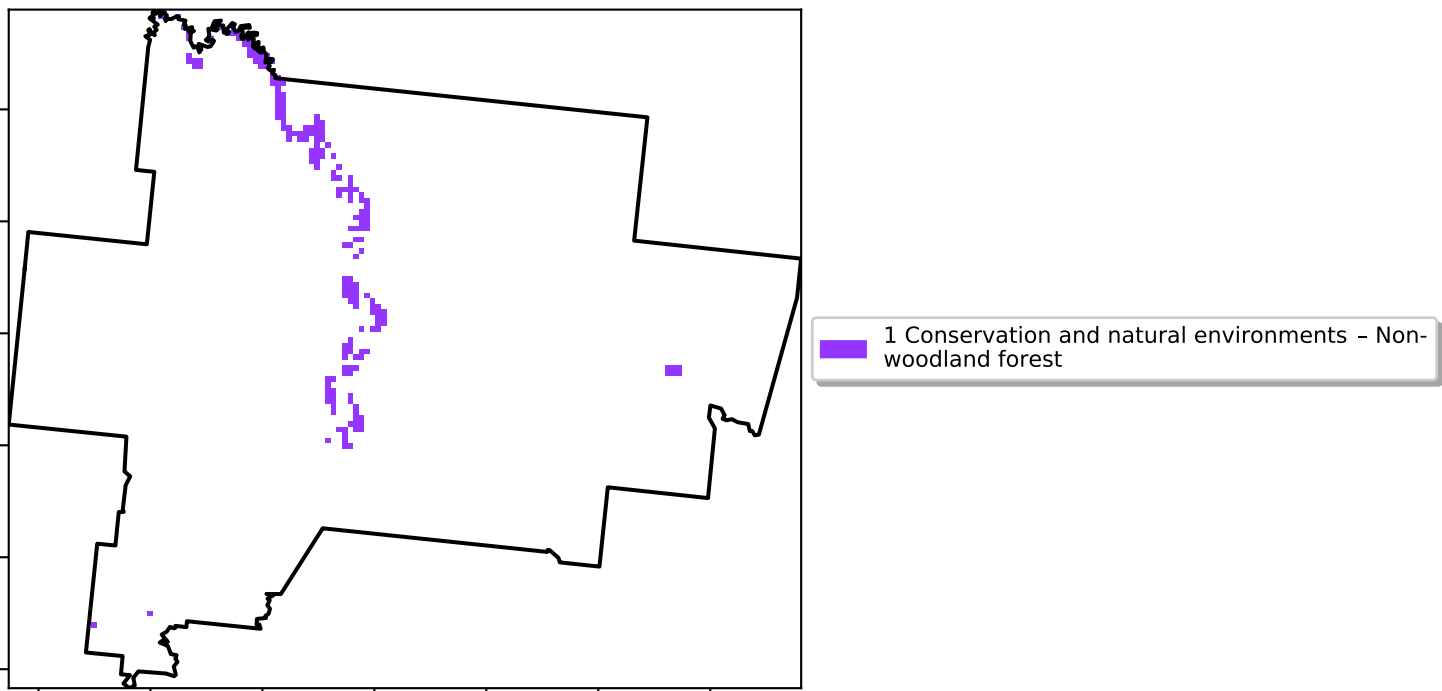 1 Conservation and natural environments – Non-
woodland forest